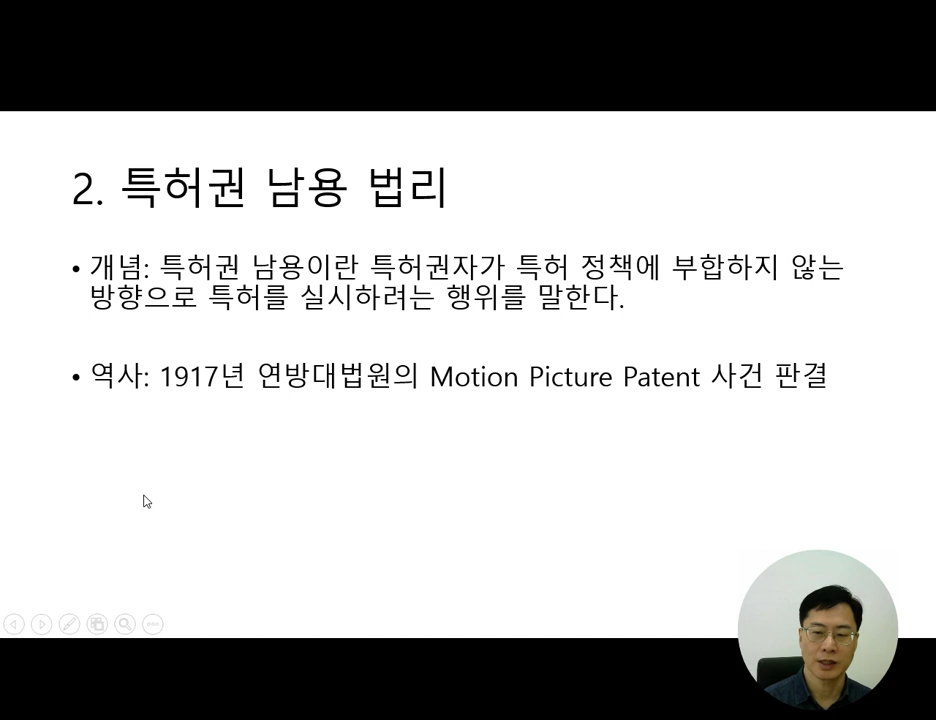 2. 특허권 남용 법리
• 개념: 특허권 남용이란 특허권자가 특허 정책에 부합하지 않는
방향으로 특허를 실시하려는 행위를 말한다.
• 역사: 1917년 연방대법원의 Motion Picture Patent 사건 판결